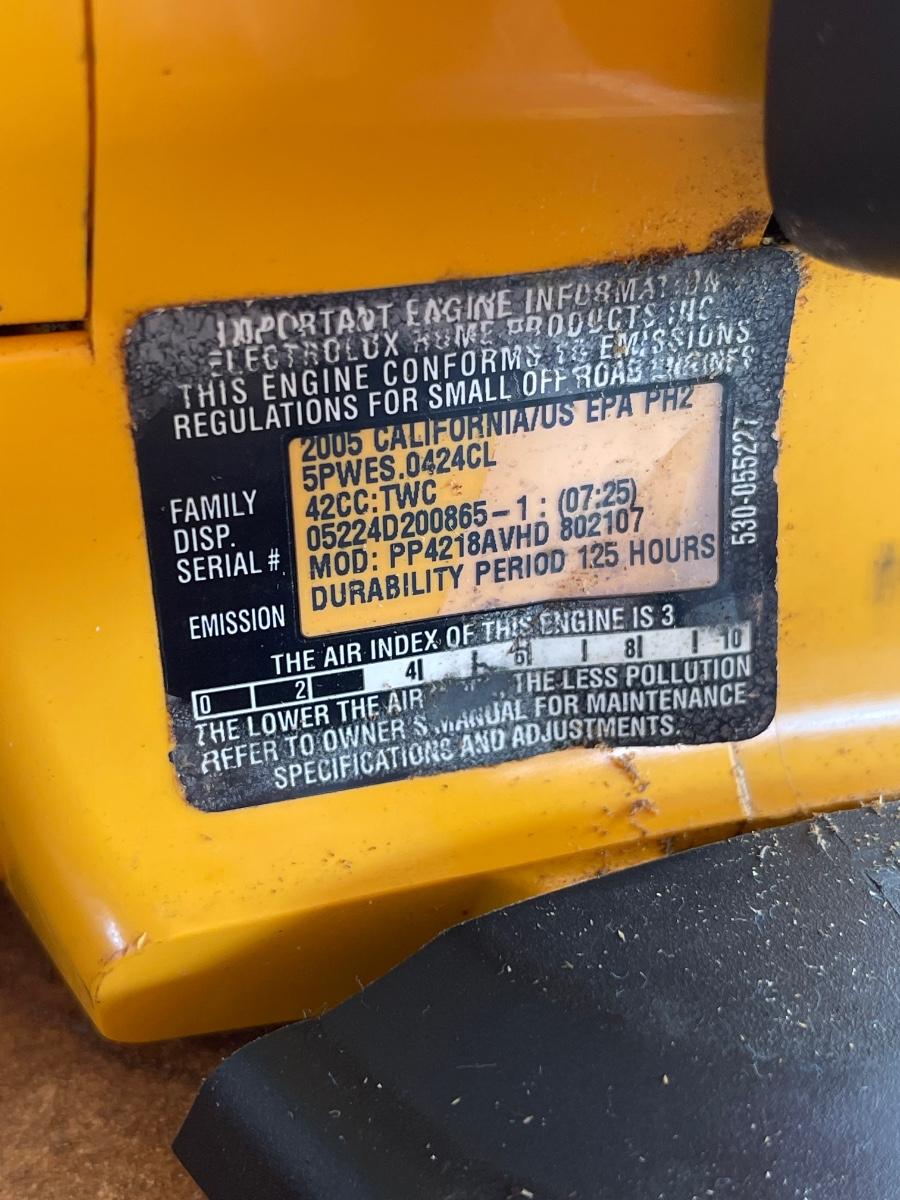 IMPORTANT ENGINE INFORMATION
ELECTROLUX HOME PRODUCTS INC.
THIS ENGINE CONFORMS TO EMISSIONS
REGULATIONS FOR SMALL OFF ROAD ENGINES
2005 CALIFORNIA/US EPA PH2
FAMILY 5PWES.0424CL
DISP. 42CC:TWC
SERIAL #. 05224D200865-1 : (07:25)
MOD: PP4218AVHD 802107
EMISSION DURABILITY PERIOD 125 HOURS
530-055227
THE AIR INDEX OF THIS ENGINE IS 3
0 2 4 6 8 10
THE LOWER THE AIR THE LESS POLLUTION
REFER TO OWNER'S MANUAL FOR MAINTENANCE
SPECIFICATIONS AND ADJUSTMENTS.